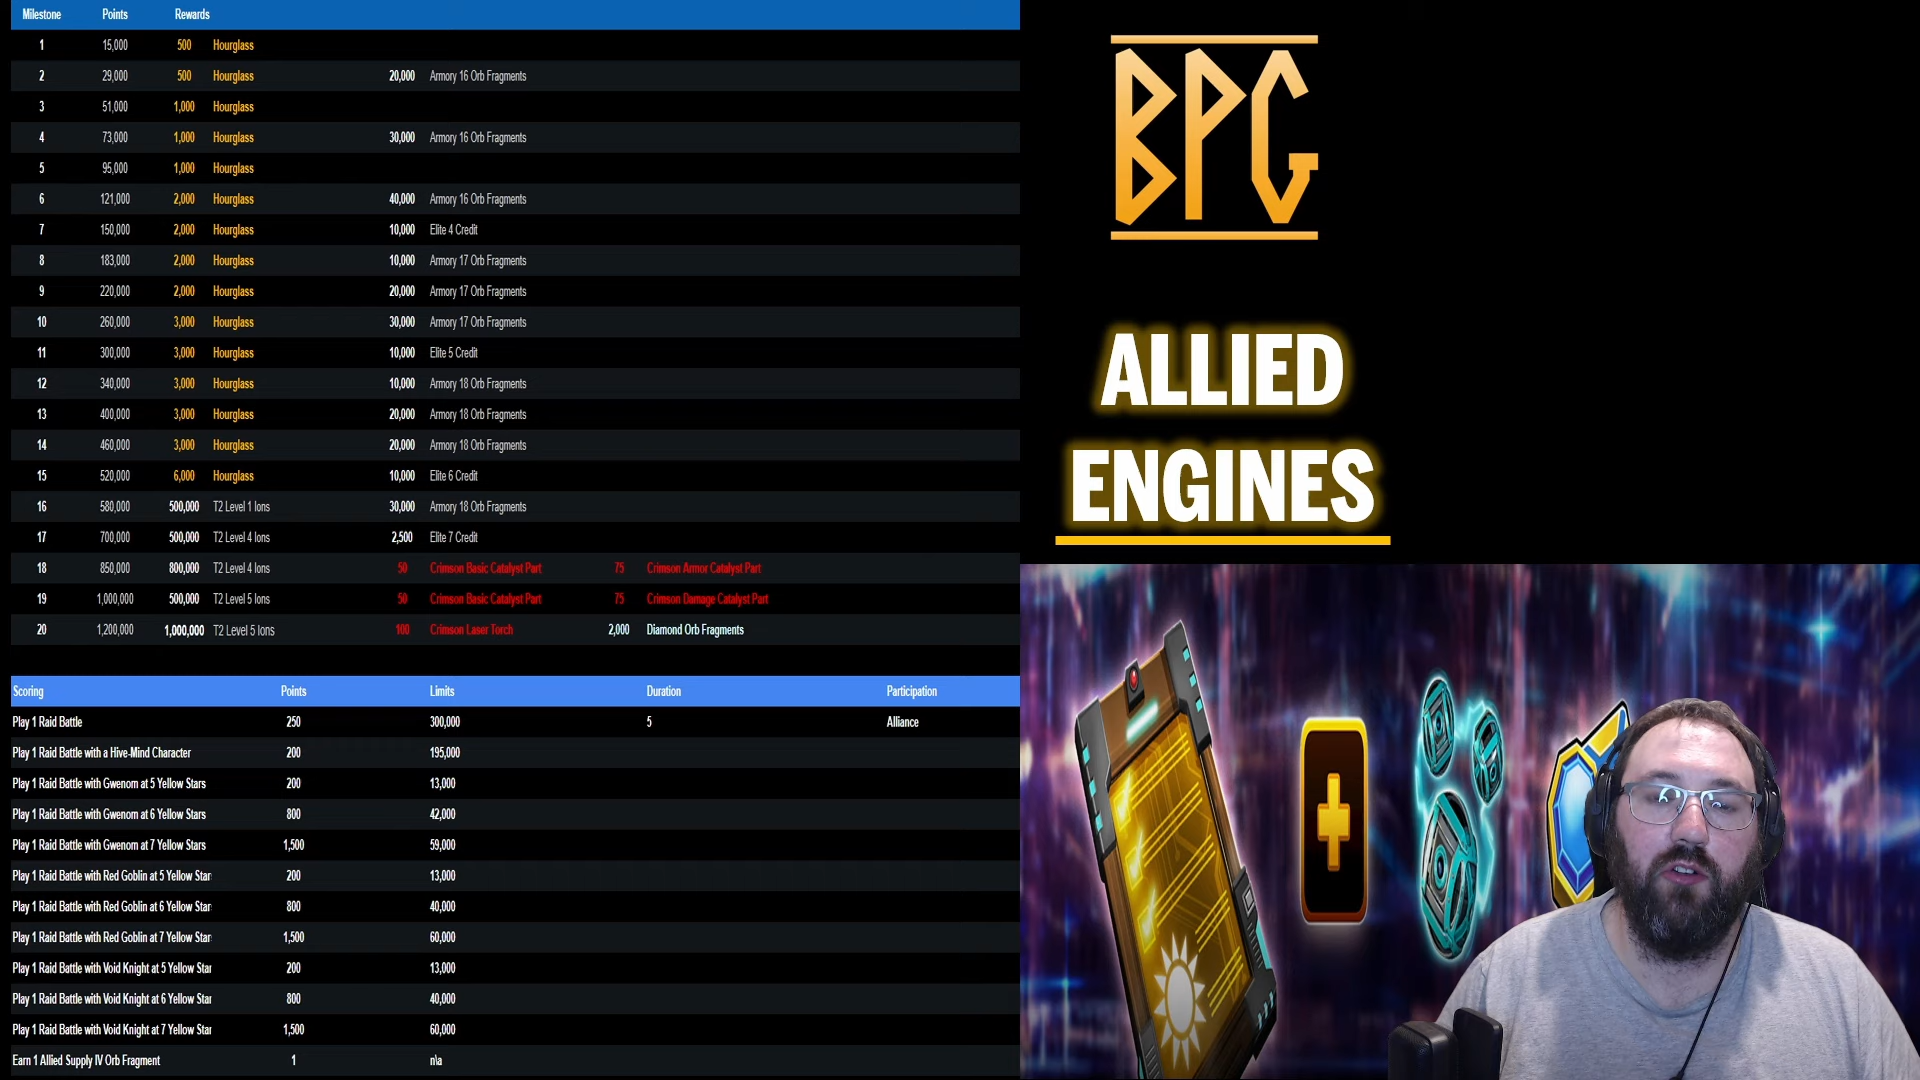 Milestone Points Rewards
1 15,000 500 Hourglass
2 29,000 500 Hourglass 20,000 Armory 16 Orb Fragments
3 51,000 1,000 Hourglass
4 73,000 1,000 Hourglass 30,000 Armory 16 Orb Fragments
5 95,000 1,000 Hourglass
6 121,000 2,000 Hourglass 40,000 Armory 16 Orb Fragments
7 150,000 2,000 Hourglass 10,000 Elite 4 Credit
8 183,000 2,000 Hourglass 10,000 Armory 17 Orb Fragments
9 220,000 2,000 Hourglass 20,000 Armory 17 Orb Fragments
10 260,000 3,000 Hourglass 30,000 Armory 17 Orb Fragments
11 300,000 3,000 Hourglass 10,000 Elite 5 Credit
12 340,000 3,000 Hourglass 10,000 Armory 18 Orb Fragments
13 400,000 3,000 Hourglass 20,000 Armory 18 Orb Fragments
14 460,000 3,000 Hourglass 20,000 Armory 18 Orb Fragments
15 520,000 6,000 Hourglass 10,000 Elite 6 Credit
16 580,000 500,000 T2 Level 1 Ions 30,000 Armory 18 Orb Fragments
17 700,000 500,000 T2 Level 4 Ions 2,500 Elite 7 Credit
18 850,000 800,000 T2 Level 4 Ions 50 Crimson Basic Catalyst Part 75 Crimson Armor Catalyst Part
19 1,000,000 500,000 T2 Level 5 Ions 50 Crimson Basic Catalyst Part 75 Crimson Damage Catalyst Part
20 1,200,000 1,000,000 T2 Level 5 Ions 100 Crimson Laser Torch 2,000 Diamond Orb Fragments
Scoring Points Limits Duration Participation
Play 1 Raid Battle 250 300,000 5 Alliance
Play 1 Raid Battle with a Hive-Mind Character 200 195,000
Play 1 Raid Battle with Gwenom at 5 Yellow Stars 200 13,000
Play 1 Raid Battle with Gwenom at 6 Yellow Stars 800 42,000
Play 1 Raid Battle with Gwenom at 7 Yellow Stars 1,500 59,000
Play 1 Raid Battle with Red Goblin at 5 Yellow Star 200 13,000
Play 1 Raid Battle with Red Goblin at 6 Yellow Star 800 40,000
Play 1 Raid Battle with Red Goblin at 7 Yellow Star 1,500 60,000
Play 1 Raid Battle with Void Knight at 5 Yellow Star 200 13,000
Play 1 Raid Battle with Void Knight at 6 Yellow Star 800 40,000
Play 1 Raid Battle with Void Knight at 7 Yellow Star 1,500 60,000
Earn 1 Allied Supply IV Orb Fragment 1 n\a
BPG
ALLIED
ENGINES